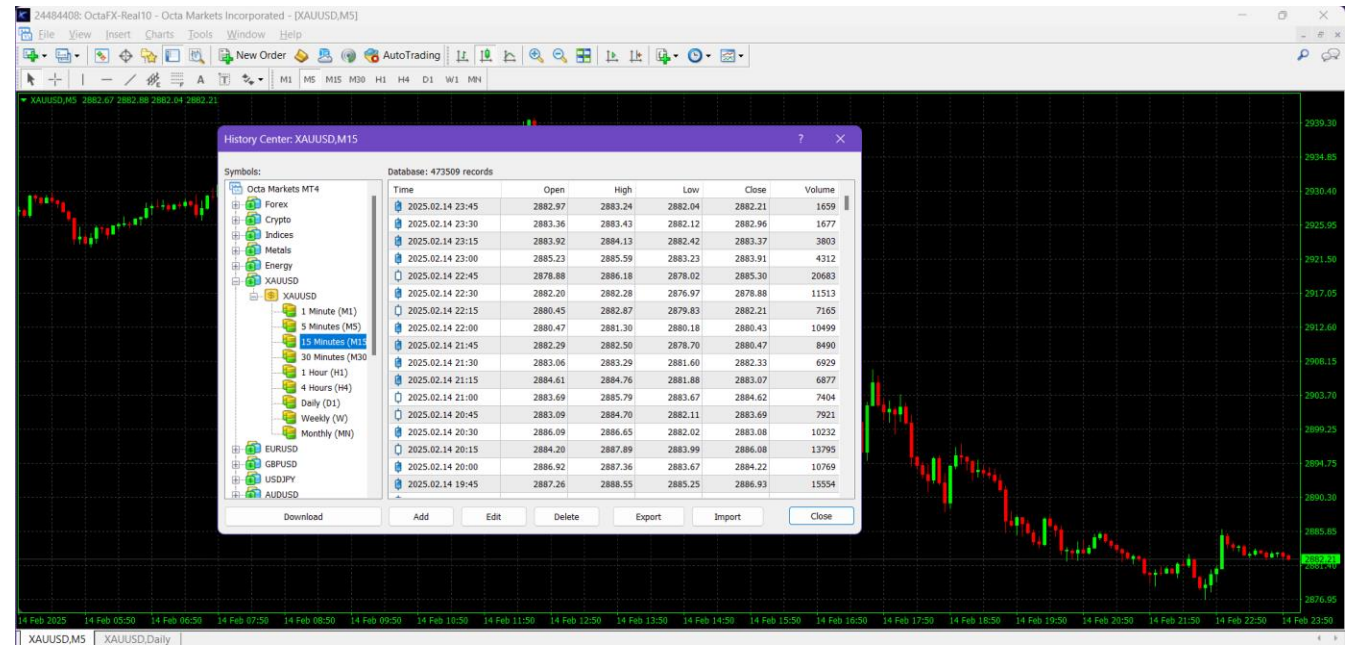 24484408: OctaFX-Real10 - Octa Markets Incorporated - [XAUUSD,M5]
File View Insert Charts Tools Window Help
New Order AutoTrading
A T M1 M5 M15 M30 H1 H4 D1 W1 MN
XAUUSD,M5 2882.67 2882.88 2882.04 2882.21
History Center: XAUUSD,M15 ? ×
Symbols:
Octa Markets MT4
Forex
Crypto
Indices
Metals
Energy
XAUUSD
XAUUSD
1 Minute (M1)
5 Minutes (M5)
15 Minutes (M15
30 Minutes (M30
1 Hour (H1)
4 Hours (H4)
Daily (D1)
Weekly (W)
Monthly (MN)
EURUSD
GBPUSD
USDJPY
AUDUSD
Database: 473509 records
Time Open High Low Close Volume
2025.02.14 23:45 2882.97 2883.24 2882.04 2882.21 1659
2025.02.14 23:30 2883.36 2883.43 2882.12 2882.96 1677
2025.02.14 23:15 2883.92 2884.13 2882.42 2883.37 3803
2025.02.14 23:00 2885.23 2885.59 2883.23 2883.91 4312
2025.02.14 22:45 2878.88 2886.18 2878.02 2885.30 20683
2025.02.14 22:30 2882.20 2882.28 2876.97 2878.88 11513
2025.02.14 22:15 2880.45 2882.87 2879.83 2882.21 7165
2025.02.14 22:00 2880.47 2881.30 2880.18 2880.43 10499
2025.02.14 21:45 2882.29 2882.50 2878.70 2880.47 8490
2025.02.14 21:30 2883.06 2883.29 2881.60 2882.33 6929
2025.02.14 21:15 2884.61 2884.76 2881.88 2883.07 6877
2025.02.14 21:00 2883.69 2885.79 2883.67 2884.62 7404
2025.02.14 20:45 2883.09 2884.70 2882.11 2883.69 7921
2025.02.14 20:30 2886.09 2886.65 2882.02 2883.08 10232
2025.02.14 20:15 2884.20 2887.89 2883.99 2886.08 13795
2025.02.14 20:00 2886.92 2887.36 2883.67 2884.22 10769
2025.02.14 19:45 2887.26 2888.55 2885.25 2886.93 15554
Download Add Edit Delete Export Import Close
2939.30
2934.85
2930.40
2925.95
2921.50
2917.05
2912.60
2908.15
2903.70
2899.25
2894.75
2890.30
2885.85
2882.21
2876.95
14 Feb 2025 14 Feb 05:50 14 Feb 06:50 14 Feb 07:50 14 Feb 08:50 14 Feb 09:50 14 Feb 10:50 14 Feb 11:50 14 Feb 12:50 14 Feb 13:50 14 Feb 14:50 14 Feb 15:50 14 Feb 16:50 14 Feb 17:50 14 Feb 18:50 14 Feb 19:50 14 Feb 20:50 14 Feb 21:50 14 Feb 22:50 14 Feb 23:50
XAUUSD,M5 XAUUSD,Daily